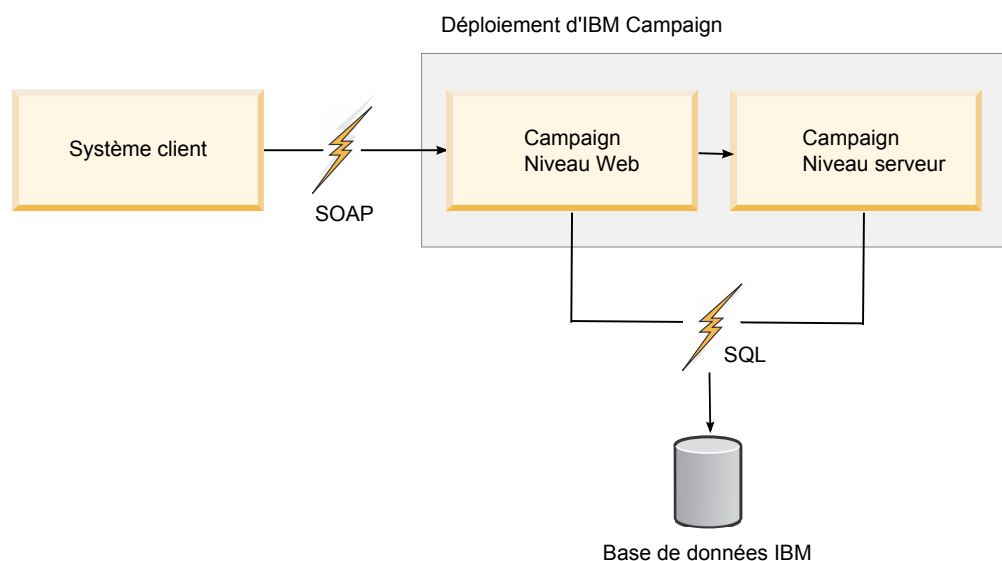 Déploiement d'IBM Campaign
Système client
SOAP
Campaign
Niveau Web
Campaign
Niveau serveur
SQL
Base de données IBM